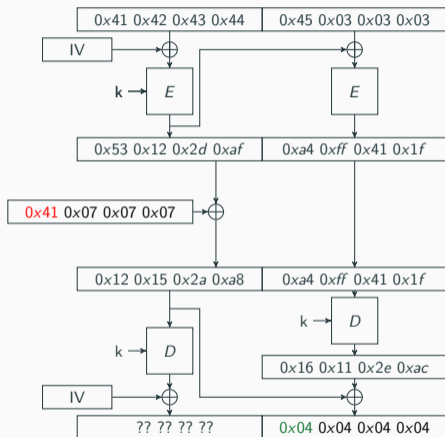 0x41 0x42 0x43 0x44 0x45 0x03 0x03 0x03
IV
k E E
0x53 0x12 0x2d 0xaf 0xa4 0xff 0x41 0x1f
0x41 0x07 0x07 0x07
0x12 0x15 0x2a 0xa8 0xa4 0xff 0x41 0x1f
k D
k D
0x16 0x11 0x2e 0xac
IV
?? ?? ?? ?? 0x04 0x04 0x04 0x04